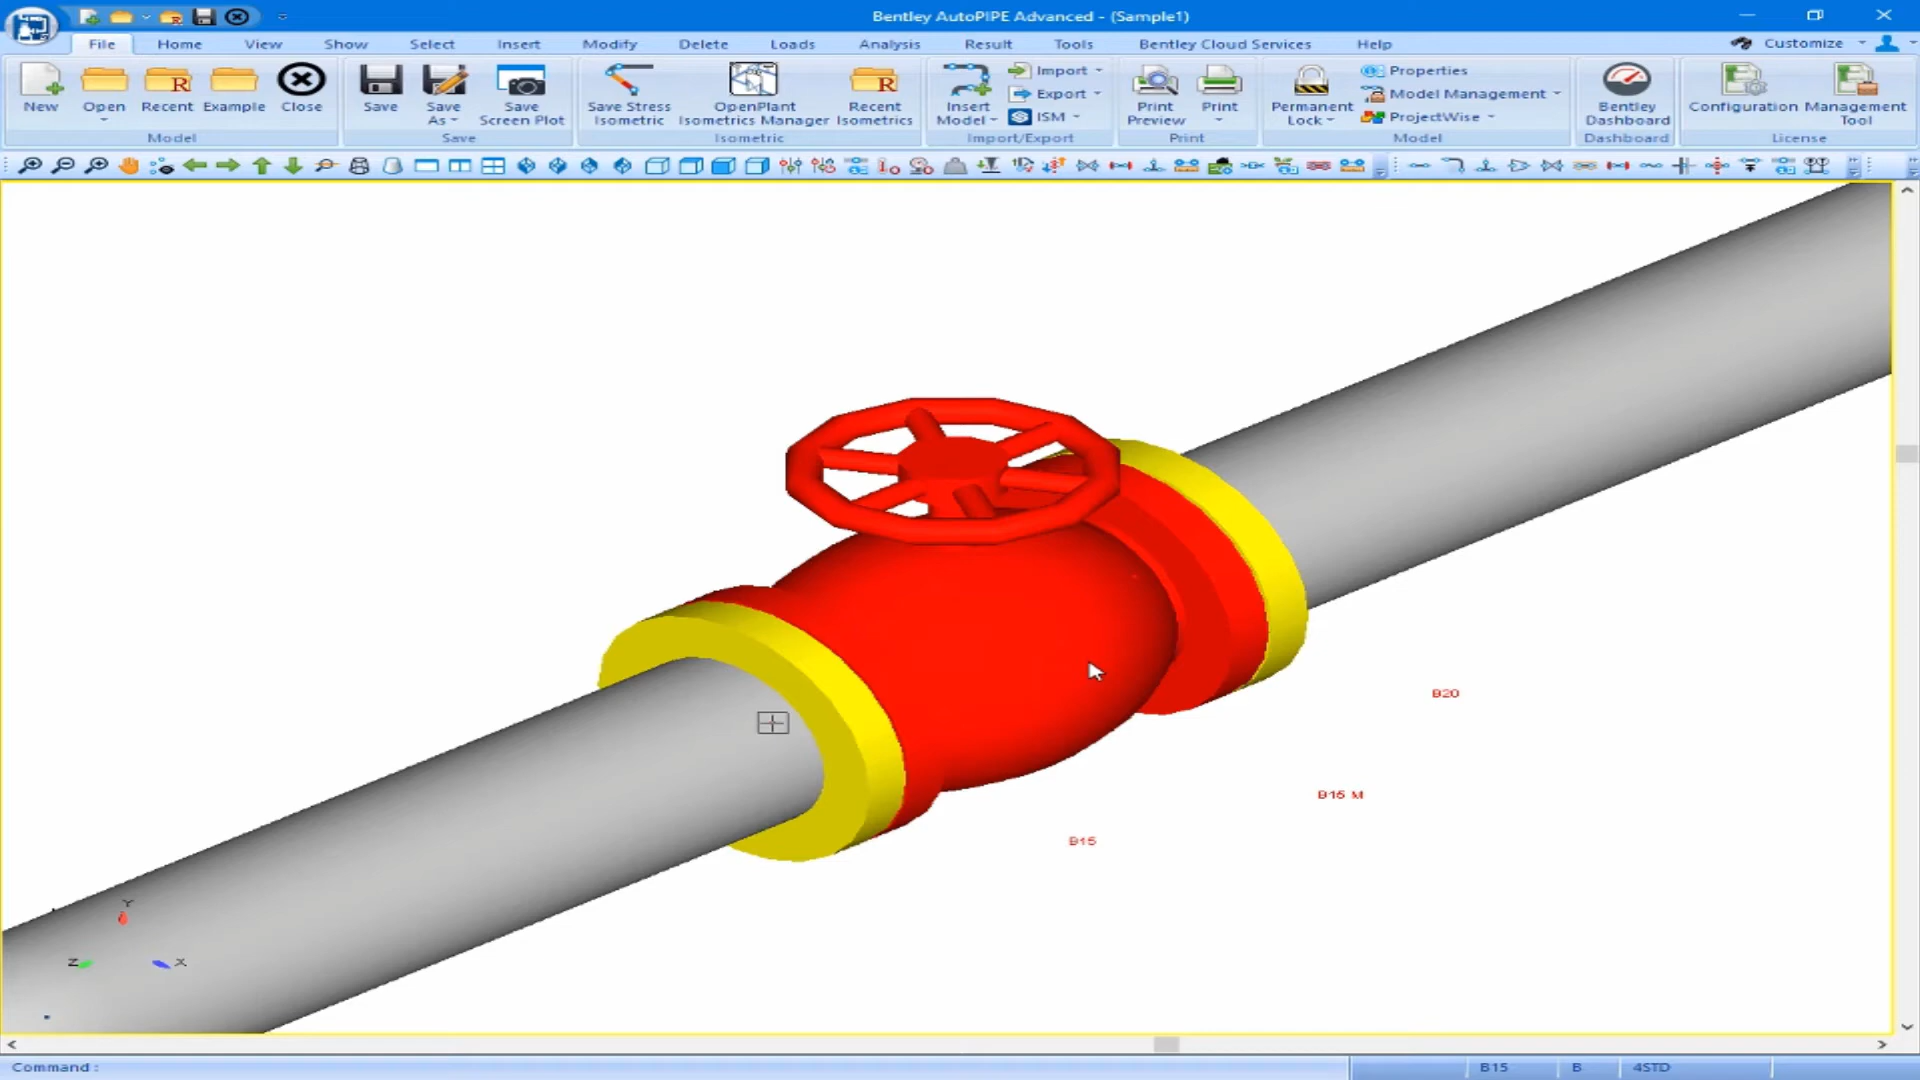 Bentley AutoPIPE Advanced - (Sample1)
File Home View Show Select Insert Modify Delete Loads Analysis Result Tools Bentley Cloud Services Help Customize
New Open Recent Example Close
Model
Save Save As Save Screen Plot
Save
Save Stress Isometric OpenPlant Isometrics Manager Recent Isometrics
Isometric
Insert Model Import Export ISM
Import/Export
Print Preview Print
Print
Permanent Lock Properties Model Management ProjectWise
Model
Bentley Dashboard
Dashboard
Configuration Management Tool
License
B20
B15 M
B15
Y
Z X
Command :
B15 B 4STD